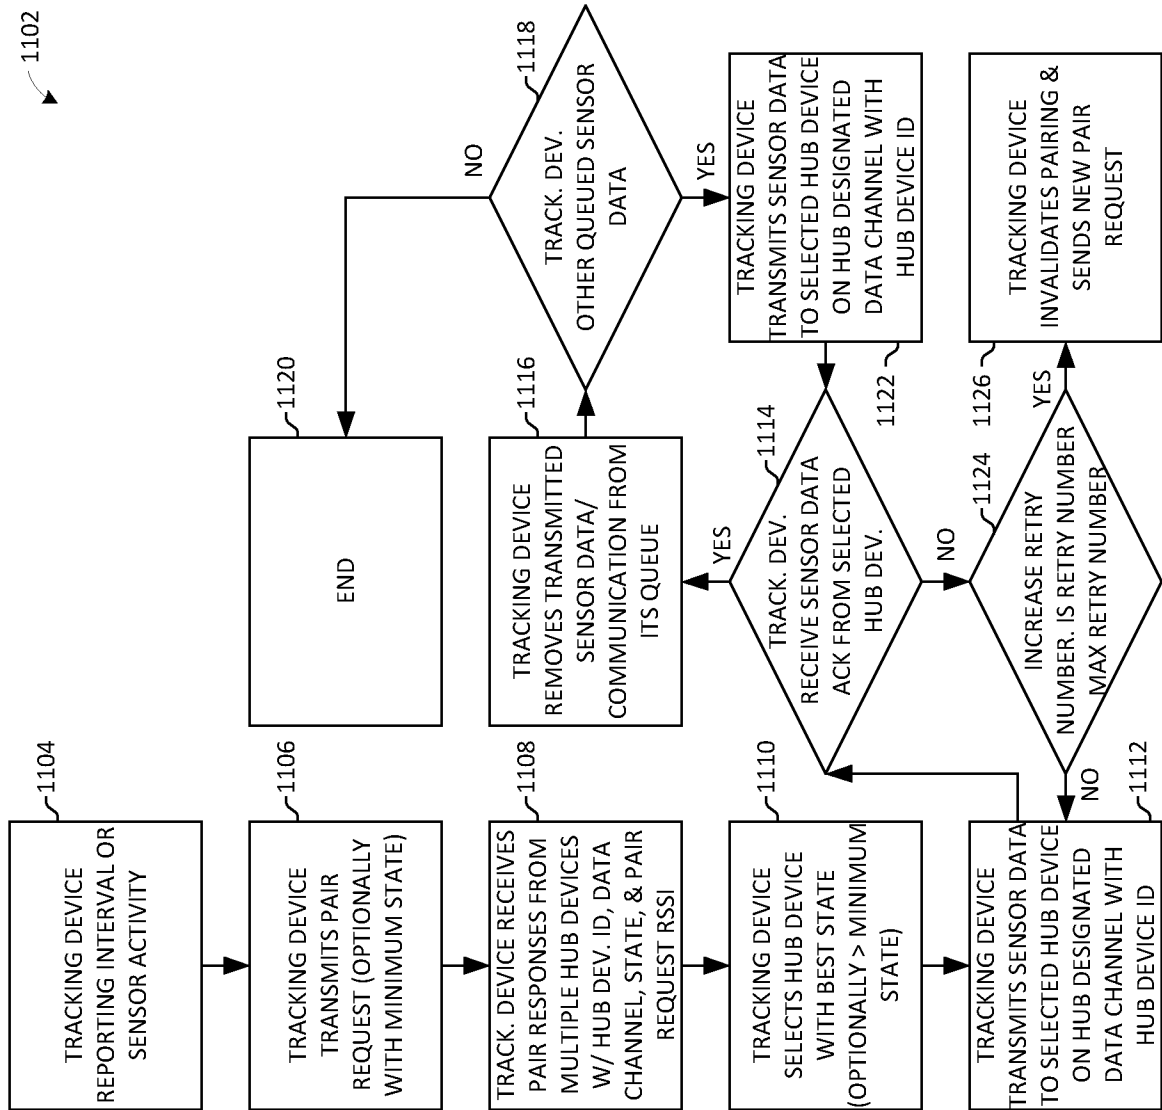 1102
1104
TRACKING DEVICE
REPORTING INTERVAL OR
SENSOR ACTIVITY
1106
TRACKING DEVICE
TRANSMITS PAIR
REQUEST (OPTIONALLY
WITH MINIMUM STATE)
1108
TRACK. DEVICE RECEIVES
PAIR RESPONSES FROM
MULTIPLE HUB DEVICES
W/ HUB DEV. ID, DATA
CHANNEL, STATE, & PAIR
REQUEST RSSI
1110
TRACKING DEVICE
SELECTS HUB DEVICE
WITH BEST STATE
(OPTIONALLY > MINIMUM
STATE)
TRACKING DEVICE
TRANSMITS SENSOR DATA
TO SELECTED HUB DEVICE
ON HUB DESIGNATED
DATA CHANNEL WITH
HUB DEVICE ID
1112
1114
TRACK. DEV.
RECEIVE SENSOR DATA
ACK FROM SELECTED
HUB DEV.
YES
NO
1116
TRACKING DEVICE
REMOVES TRANSMITTED
SENSOR DATA/
COMMUNICATION FROM
ITS QUEUE
1118
TRACK. DEV.
OTHER QUEUED SENSOR
DATA
NO
YES
1120
END
TRACKING DEVICE
TRANSMITS SENSOR DATA
TO SELECTED HUB DEVICE
ON HUB DESIGNATED
DATA CHANNEL WITH
HUB DEVICE ID
1122
1124
INCREASE RETRY
NUMBER. IS RETRY NUMBER
MAX RETRY NUMBER
NO
YES
1126
TRACKING DEVICE
INVALIDATES PAIRING &
SENDS NEW PAIR
REQUEST